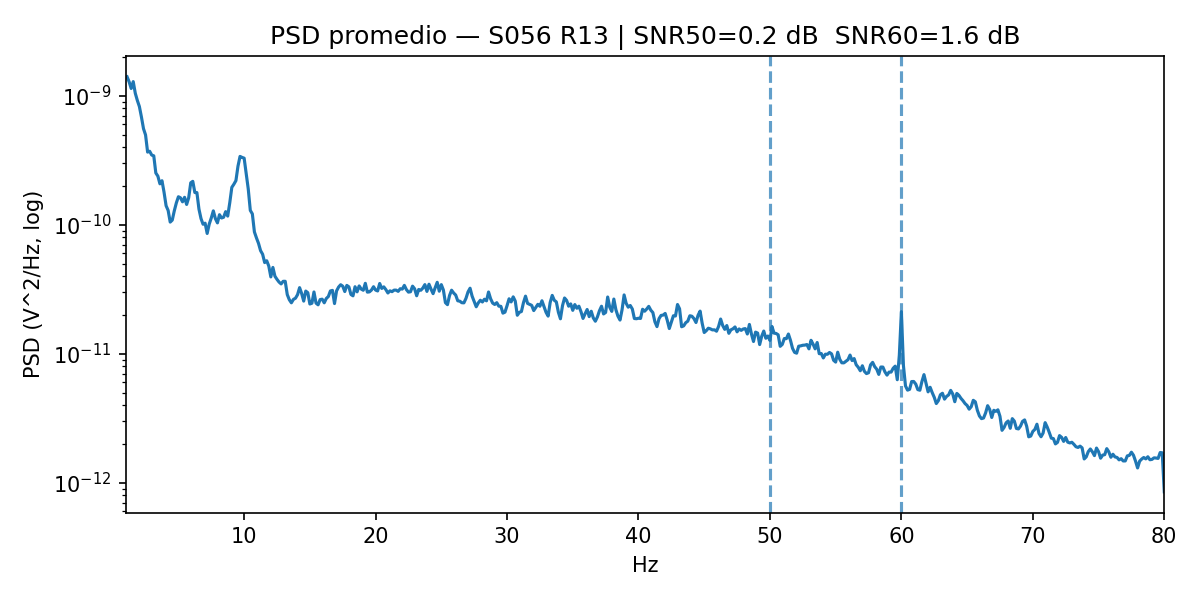 PSD promedio — S056 R13 | SNR50=0.2 dB  SNR60=1.6 dB
PSD (V^2/Hz, log)
10⁻⁹
10⁻¹⁰
10⁻¹¹
10⁻¹²
10 20 30 40 50 60 70 80
Hz